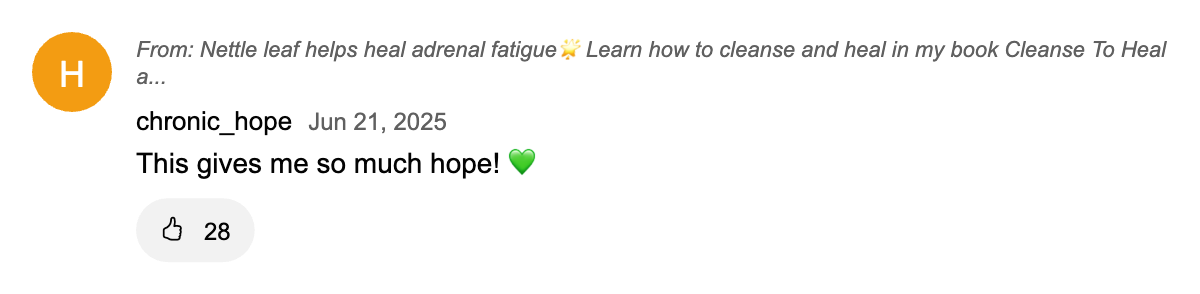 H
From: Nettle leaf helps heal adrenal fatigue🌟 Learn how to cleanse and heal in my book Cleanse To Heal
a...
chronic_hope Jun 21, 2025
This gives me so much hope! 💚
28